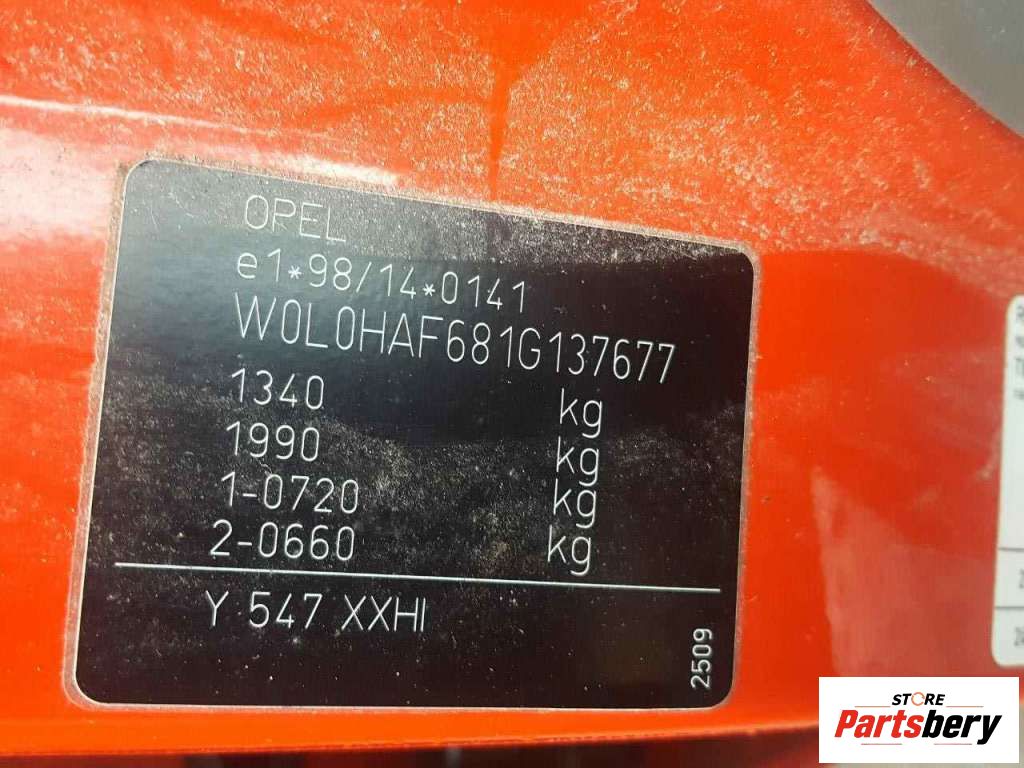 OPEL
e1*98/14*0141
W0L0HAF681G137677
1340 kg
1990 kg
1-0720 kg
2-0660 kg
Y 547 XXHI
2509
STORE
Partsbery